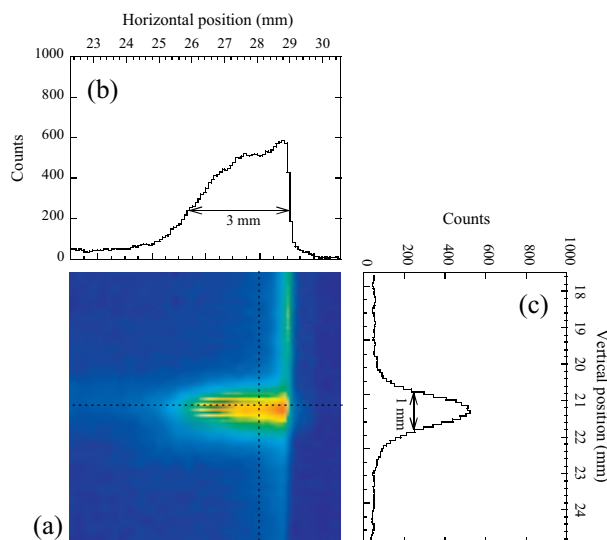 Horizontal position (mm)
23 24 25 26 27 28 29 30
1000
800
600
400
200
0
Counts
(b)
3 mm
Counts
0 200 400 600 800 1000
(c)
18
19
20
21
22
23
24
Vertical position (mm)
1 mm
(a)